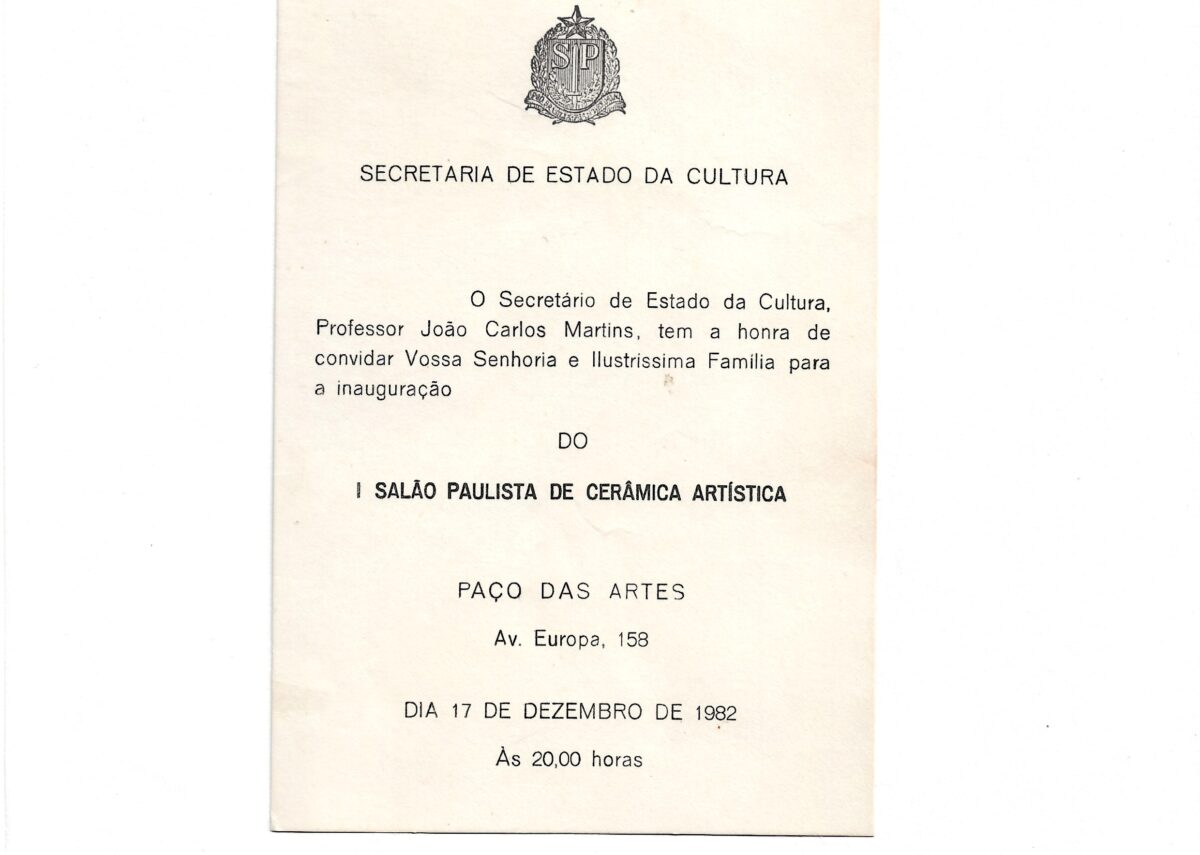 SP
SECRETARIA DE ESTADO DA CULTURA
O Secretário de Estado da Cultura,
Professor João Carlos Martins, tem a honra de
convidar Vossa Senhoria e Ilustríssima Família para
a inauguração
DO
I SALÃO PAULISTA DE CERÂMICA ARTÍSTICA
PAÇO DAS ARTES
Av. Europa, 158
DIA 17 DE DEZEMBRO DE 1982
Às 20,00 horas